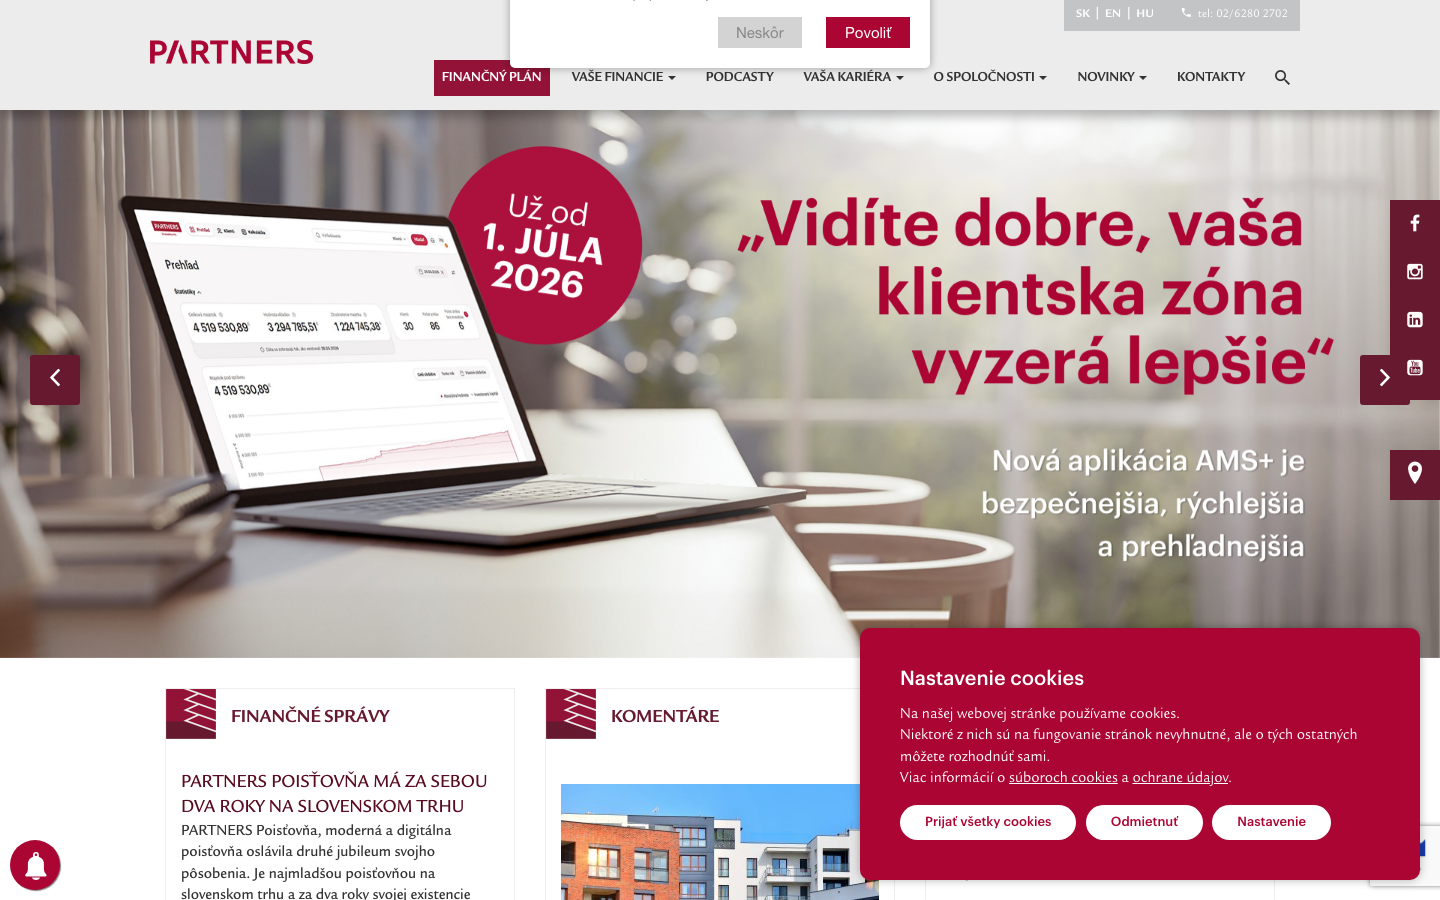 SK | EN | HU
tel: 02/6280 2702
Neskôr
Povoliť
PARTNERS
FINANČNÝ PLÁN
VAŠE FINANCIE
PODCASTY
VAŠA KARIÉRA
O SPOLOČNOSTI
NOVINKY
KONTAKTY
Už od
1. JÚLA
2026
„Vidíte dobre, vaša
klientska zóna
vyzerá lepšie“
PARTNERS
Prehľad
Štatistiky
4 519 530,89
3 294 785,51
1 224 745,38
30
86
6
4 519 530,89
Nová aplikácia AMS+ je
bezpečnejšia, rýchlejšia
a prehľadnejšia
FINANČNÉ SPRÁVY
PARTNERS POISŤOVŇA MÁ ZA SEBOU
DVA ROKY NA SLOVENSKOM TRHU
PARTNERS Poisťovňa, moderná a digitálna
poisťovňa oslávila druhé jubileum svojho
pôsobenia. Je najmladšou poisťovňou na
slovenskom trhu a za dva roky svojej existencie
KOMENTÁRE
Nastavenie cookies
Na našej webovej stránke používame cookies.
Niektoré z nich sú na fungovanie stránok nevyhnutné, ale o tých ostatných
môžete rozhodnúť sami.
Viac informácií o súboroch cookies a ochrane údajov.
Prijať všetky cookies
Odmietnuť
Nastavenie